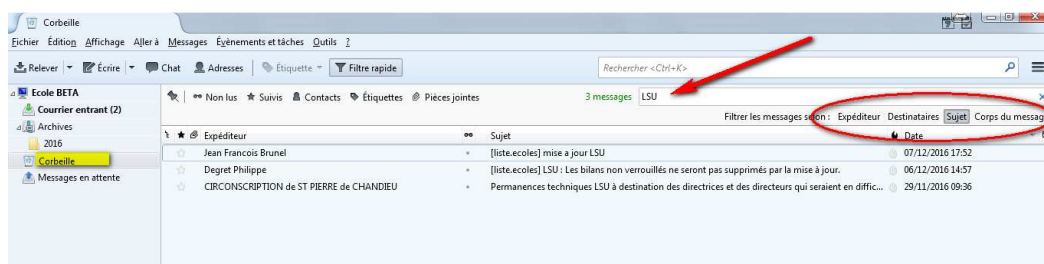 Corbeille
Fichier Édition Affichage Aller à Messages Évènements et tâches Outils ?
Relever Écrire Chat Adresses Étiquette Filtre rapide Rechercher <Ctrl+K>
Ecole BETA
Courrier entrant (2)
Archives
2016
Corbeille
Messages en attente
Non lus Suivis Contacts Étiquettes Pièces jointes 3 messages LSU
Filtrer les messages selon : Expéditeur Destinataires Sujet Corps du messag
Expéditeur Sujet Date
Jean Francois Brunel [liste.ecoles] mise a jour LSU 07/12/2016 17:52
Degret Philippe [liste.ecoles] LSU : Les bilans non verrouillés ne seront pas supprimés par la mise à jour. 06/12/2016 14:57
CIRCONSCRIPTION de ST PIERRE de CHANDIEU Permanences techniques LSU à destination des directrices et des directeurs qui seraient en diffic... 29/11/2016 09:36